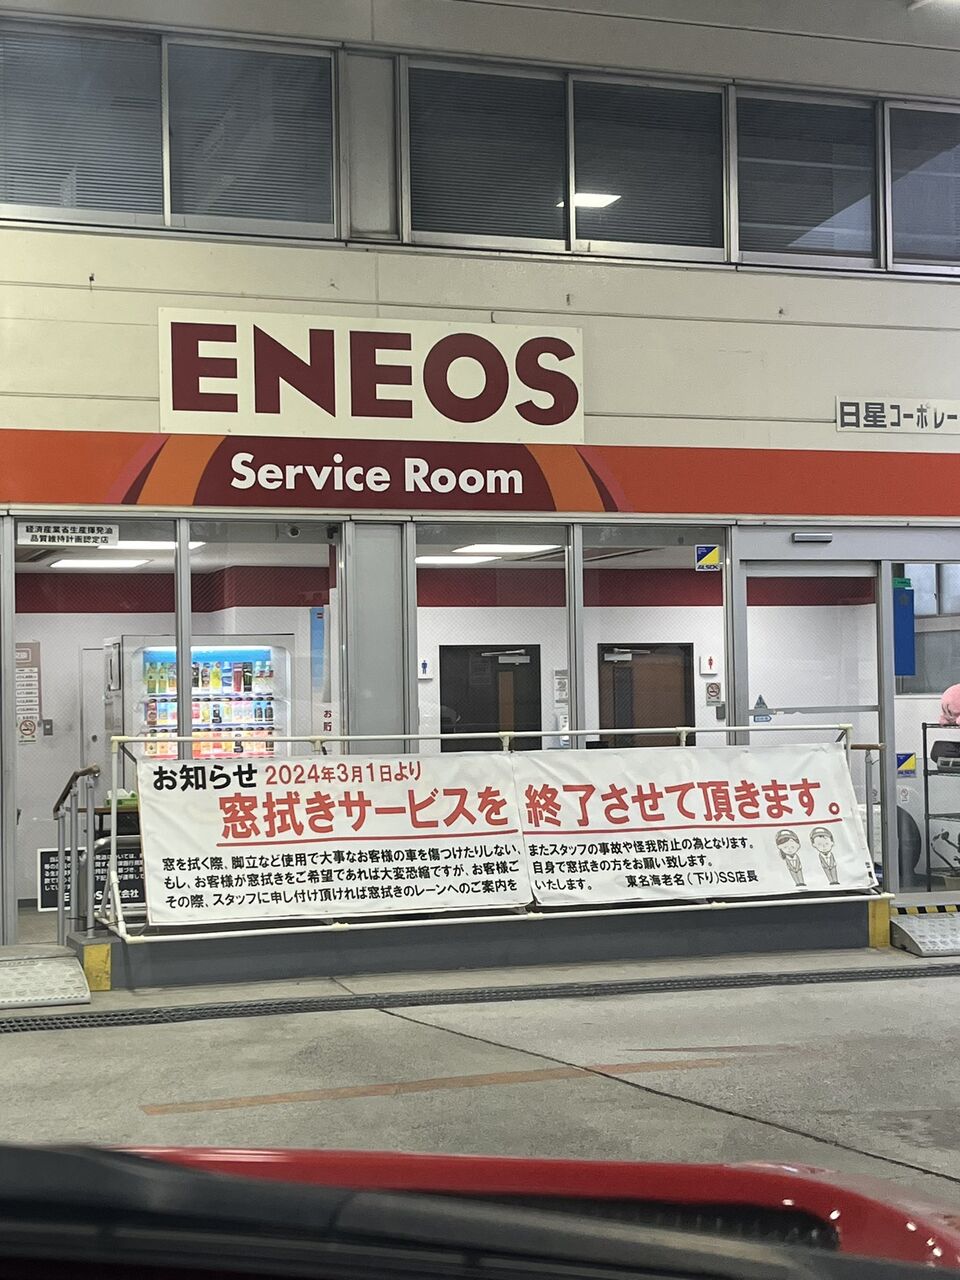 ENEOS
日星コーポレー
Service Room
経済産業省生産揮発油
品質維持計画認定店
ALSOK
お知らせ 2024年3月1日より
窓拭きサービスを 終了させて頂きます。
窓を拭く際、脚立など使用で大事なお客様の車を傷つけたりしない、またスタッフの事故や怪我防止の為となります。
もし、お客様が窓拭きをご希望であれば大変恐縮ですが、お客様ご自身で窓拭きの方をお願い致します。
その際、スタッフに申し付け頂ければ窓拭きのレーンへのご案内をいたします。 東名海老名(下り)SS店長